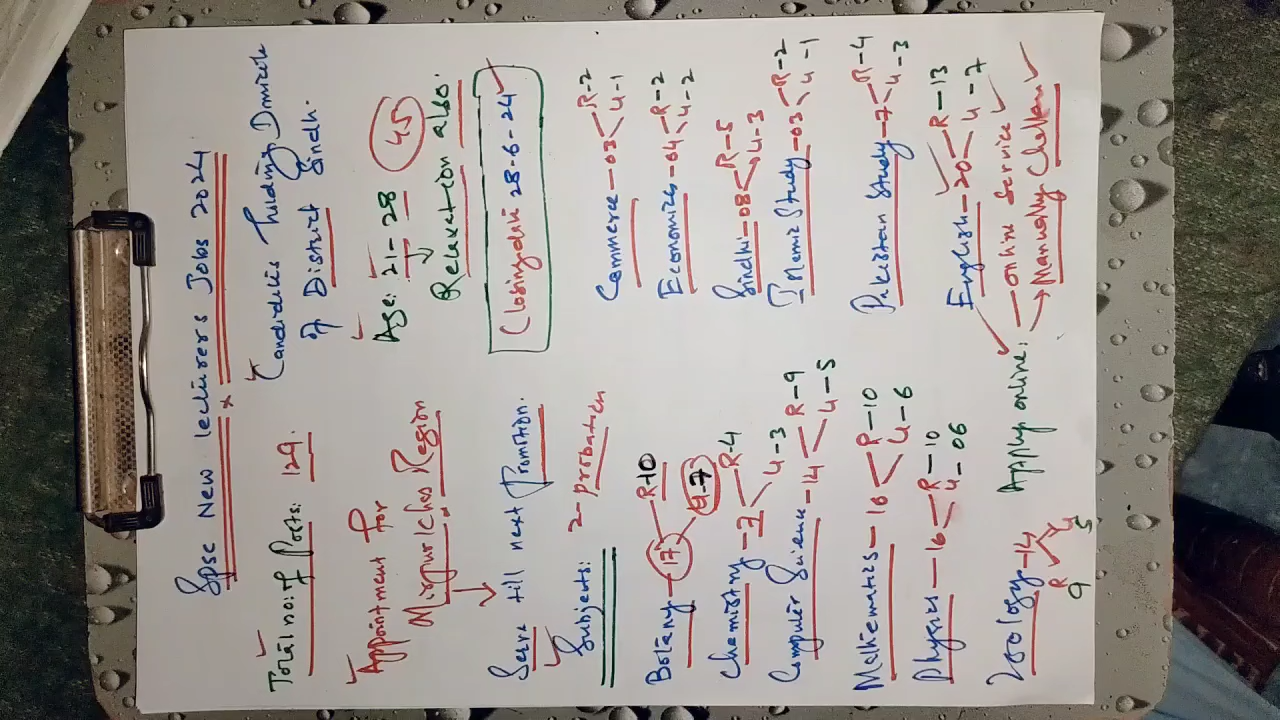 Spsc New lecturers Jobs 2024
Total no: of Posts: 129.
Candidates holding Domicile
of District Sindh.
Appointment for
Mirpurkhas Region
Age: 21 - 28 45
Relaxation also.
Serve till next Promotion.
2 - Probation
Closing date 28-6-24
Subjects:
Botany - 17 R-10
U-7
Chemistry - 7 R-4
U-3
Computer Science - 14 R-9
U-5
Mathematics - 16 R-10
U-6
Physics - 16 R-10
U-06
Zoology - 14
R U
9 5
Commerce - 03 R-2
U-1
Economics - 04 R-2
U-2
Sindhi - 08 R-5
U-3
Islamic Study - 03 R-2
U-1
Pakistan Study - 7 R-4
U-3
English - 20 R-13
U-7
Apply online: - online Service
Manually Challan